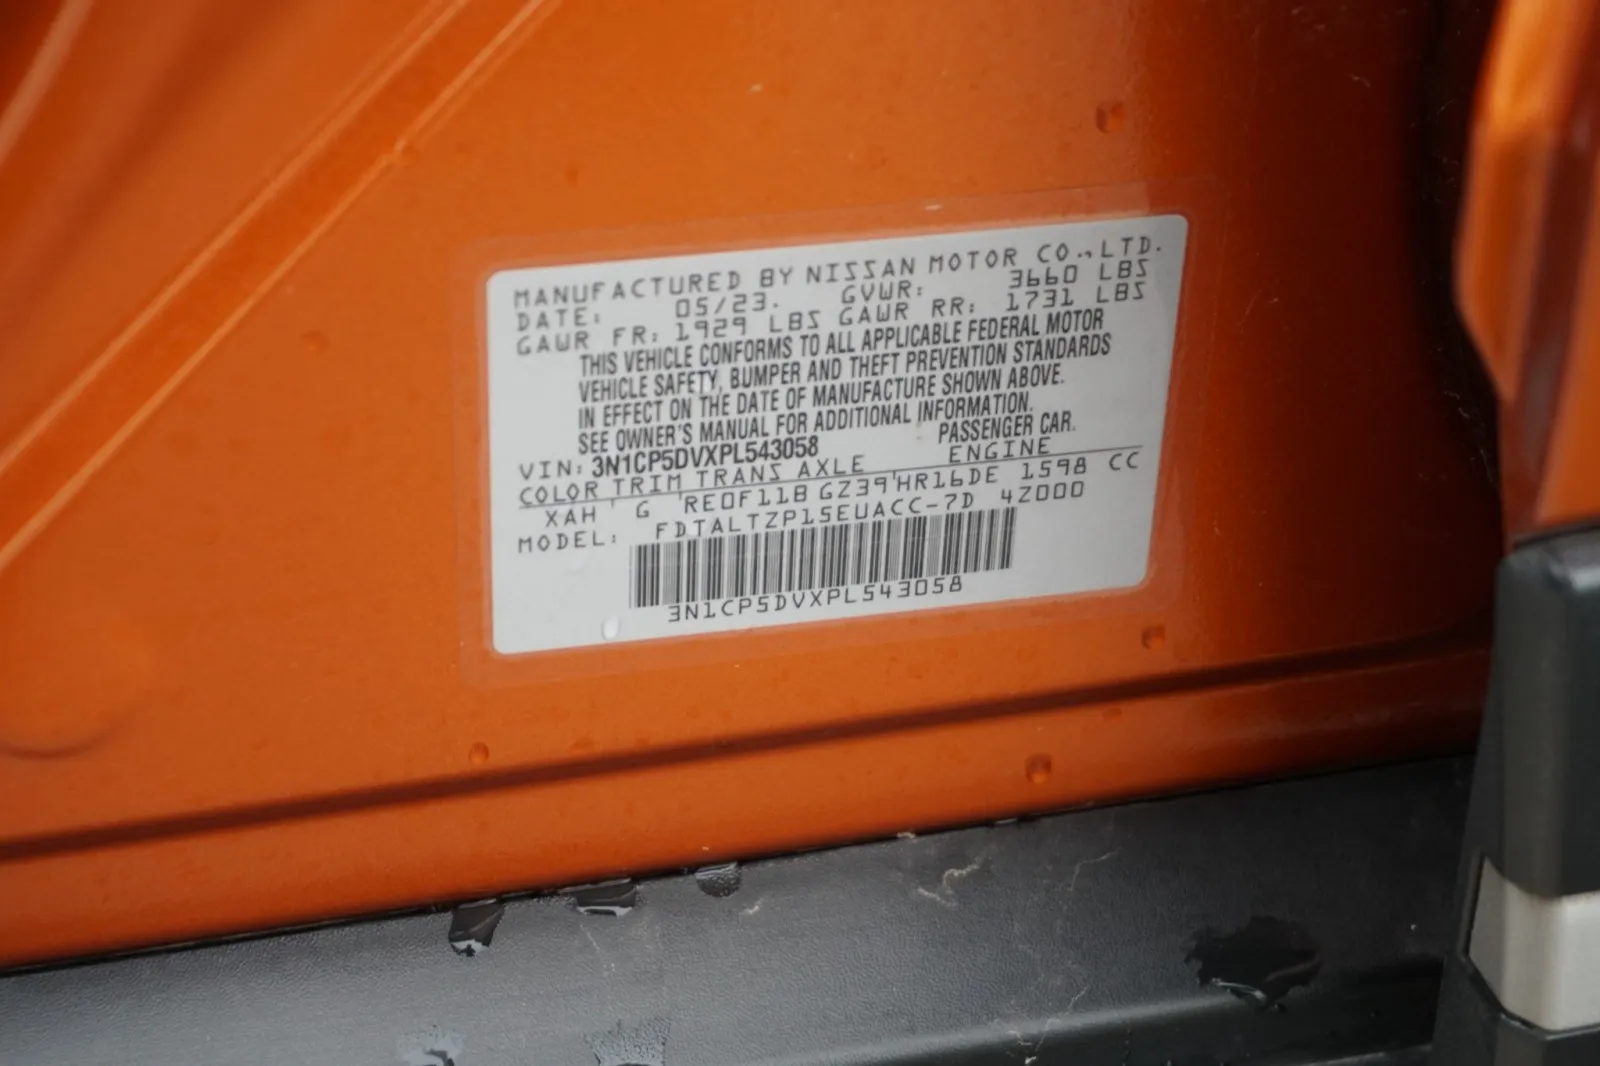 MANUFACTURED BY NISSAN MOTOR CO., LTD.
DATE: 05/23. GVWR: 3660 LBS
GAWR FR: 1929 LBS GAWR RR: 1731 LBS
THIS VEHICLE CONFORMS TO ALL APPLICABLE FEDERAL MOTOR
VEHICLE SAFETY, BUMPER AND THEFT PREVENTION STANDARDS
IN EFFECT ON THE DATE OF MANUFACTURE SHOWN ABOVE.
SEE OWNER'S MANUAL FOR ADDITIONAL INFORMATION.
VIN: 3N1CP5DVXPL543058 PASSENGER CAR.
COLOR TRIM TRANS AXLE ENGINE
XAH G RE0F11B GZ39 HR16DE 1598 CC
MODEL: FDTALTZP15EUACC-7D 4Z000
3N1CP5DVXPL543058